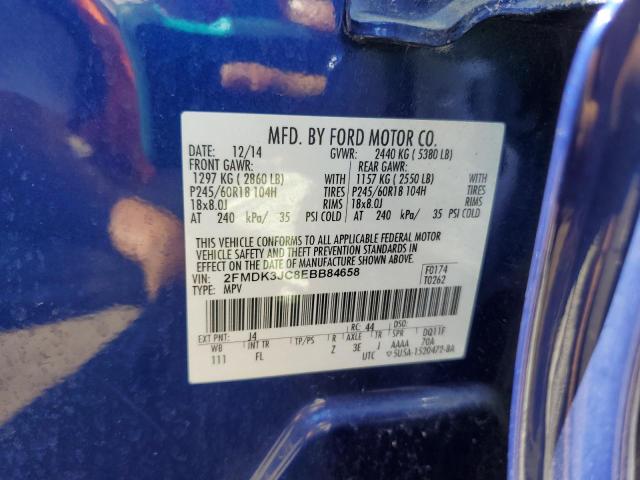 MFD. BY FORD MOTOR CO.
DATE: 12/14 GVWR: 2440 KG ( 5380 LB)
FRONT GAWR: REAR GAWR:
1297 KG ( 2860 LB) WITH 1157 KG ( 2550 LB) WITH
P245/60R18 104H TIRES P245/60R18 104H TIRES
18x8.0J RIMS 18x8.0J RIMS
AT 240 kPa/ 35 PSI COLD AT 240 kPa/ 35 PSI COLD
THIS VEHICLE CONFORMS TO ALL APPLICABLE FEDERAL MOTOR
VEHICLE SAFETY AND THEFT PREVENTION STANDARDS IN
EFFECT ON THE DATE OF MANUFACTURE SHOWN ABOVE.
VIN: 2FMDK3JC8EBB84658 F0174
TYPE: MPV T0262
EXT PNT: J4 RC: 44 DSO:
WB INT TR TP/PS R AXLE TR SPR DQ11F
111 FL Z 3E J AAAA 70A
UTC 5U5A-1520472-BA